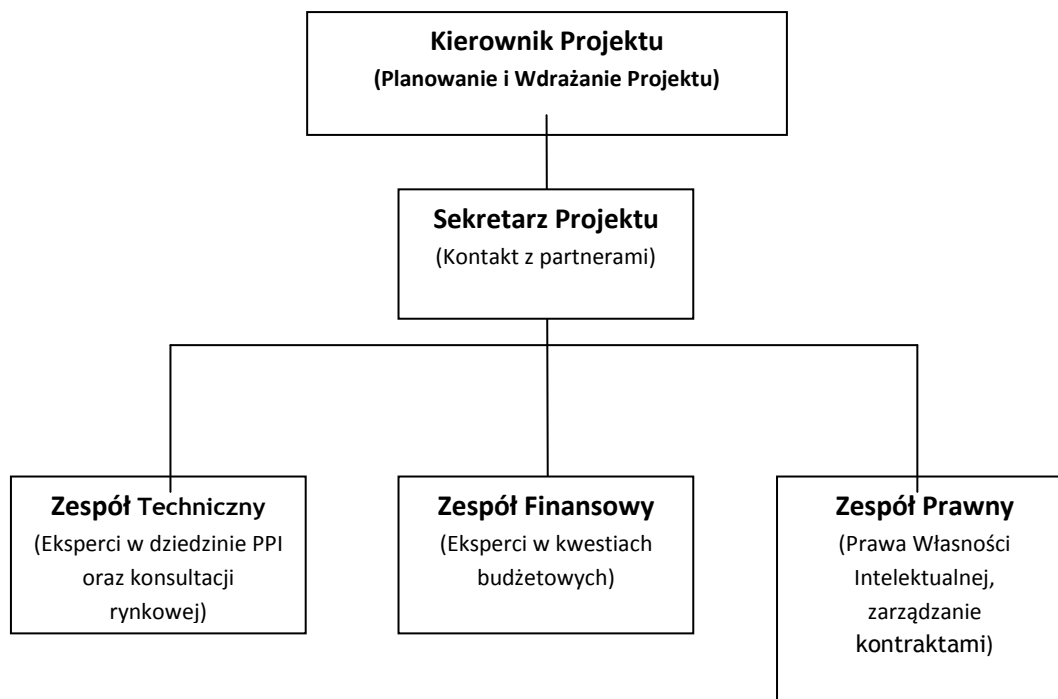 Kierownik Projektu
(Planowanie i Wdrażanie Projektu)
Sekretarz Projektu
(Kontakt z partnerami)
Zespół Techniczny
(Eksperci w dziedzinie PPI
oraz konsultacji
rynkowej)
Zespół Finansowy
(Eksperci w kwestiach
budżetowych)
Zespół Prawny
(Prawa Własności
Intelektualnej,
zarządzanie
kontraktami)